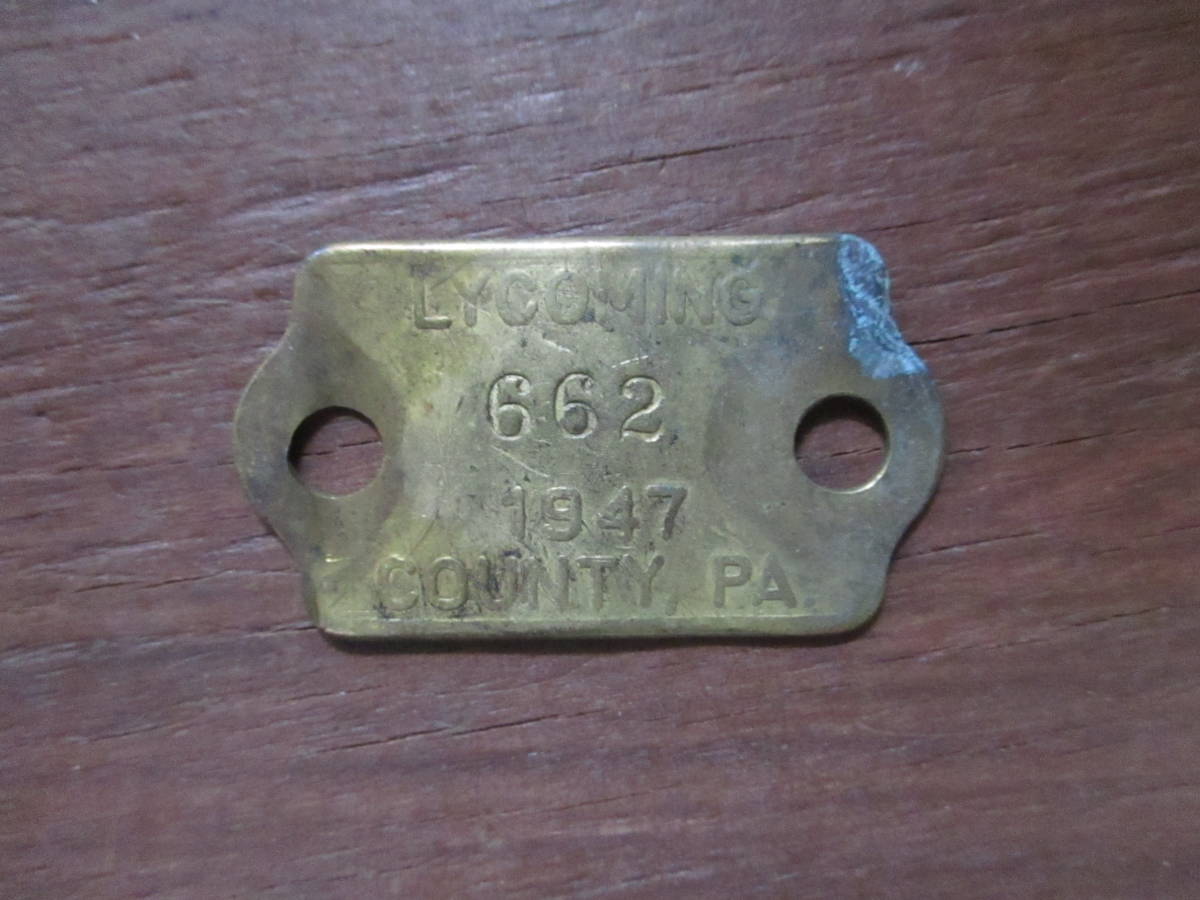 LYCOMING
662
1947
COUNTY, PA.